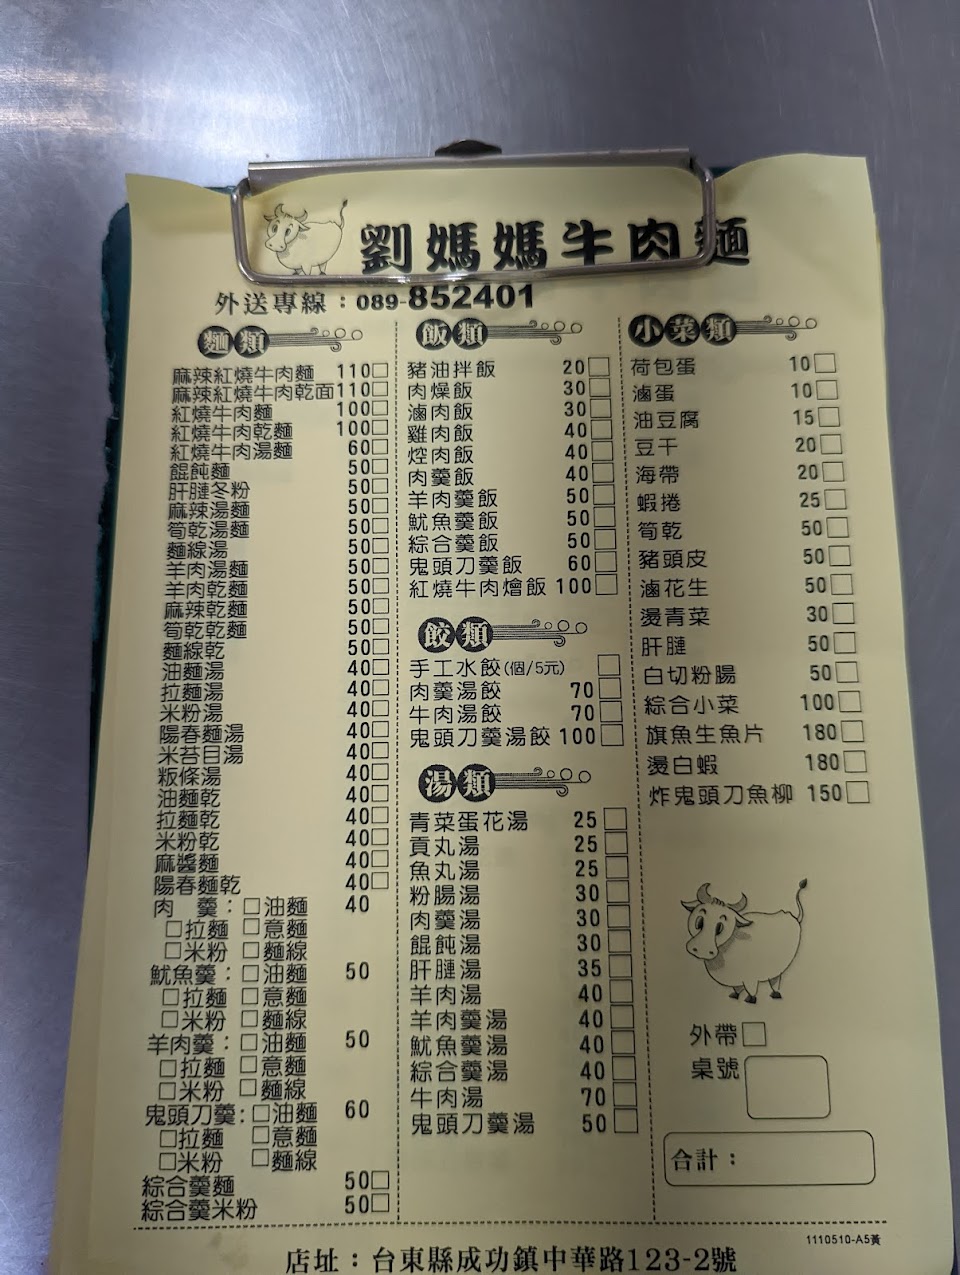 劉媽媽牛肉麵
外送專線：089-852401
麵類
麻辣紅燒牛肉麵 110□
麻辣紅燒牛肉乾面 110□
紅燒牛肉麵 100□
紅燒牛肉乾麵 100□
紅燒牛肉湯麵 60□
餛飩麵 50□
肝腱冬粉 50□
麻辣湯麵 50□
筍乾湯麵 50□
麵線湯 50□
羊肉湯麵 50□
羊肉乾麵 50□
麻辣乾麵 50□
筍乾乾麵 50□
麵線乾 50□
油麵湯 40□
拉麵湯 40□
米粉湯 40□
陽春麵湯 40□
米苔目湯 40□
粄條湯 40□
油麵乾 40□
拉麵乾 40□
米粉乾 40□
麻醬麵 40□
陽春麵乾 40□
肉 羹：□油麵 40
□拉麵 □意麵
□米粉 □麵線
魷魚羹：□油麵 50
□拉麵 □意麵
□米粉 □麵線
羊肉羹：□油麵 50
□拉麵 □意麵
□米粉 □麵線
鬼頭刀羹：□油麵 60
□拉麵 □意麵
□米粉 □麵線
綜合羹麵 50□
綜合羹米粉 50□
飯類
豬油拌飯 20□
肉燥飯 30□
滷肉飯 30□
雞肉飯 40□
焢肉飯 40□
肉羹飯 40□
羊肉羹飯 50□
魷魚羹飯 50□
綜合羹飯 50□
鬼頭刀羹飯 60□
紅燒牛肉燴飯 100□
餃類
手工水餃(個/5元) □
肉羹湯餃 70□
牛肉湯餃 70□
鬼頭刀羹湯餃 100□
湯類
青菜蛋花湯 25□
貢丸湯 25□
魚丸湯 25□
粉腸湯 30□
肉羹湯 30□
餛飩湯 30□
肝腱湯 35□
羊肉湯 40□
羊肉羹湯 40□
魷魚羹湯 40□
綜合羹湯 40□
牛肉湯 70□
鬼頭刀羹湯 50□
小菜類
荷包蛋 10□
滷蛋 10□
油豆腐 15□
豆干 20□
海帶 20□
蝦捲 25□
筍乾 50□
豬頭皮 50□
滷花生 50□
燙青菜 30□
肝腱 50□
白切粉腸 50□
綜合小菜 100□
旗魚生魚片 180□
燙白蝦 180□
炸鬼頭刀魚柳 150□
外帶□
桌號
合計：
1110510-A5黃
店址：台東縣成功鎮中華路123-2號